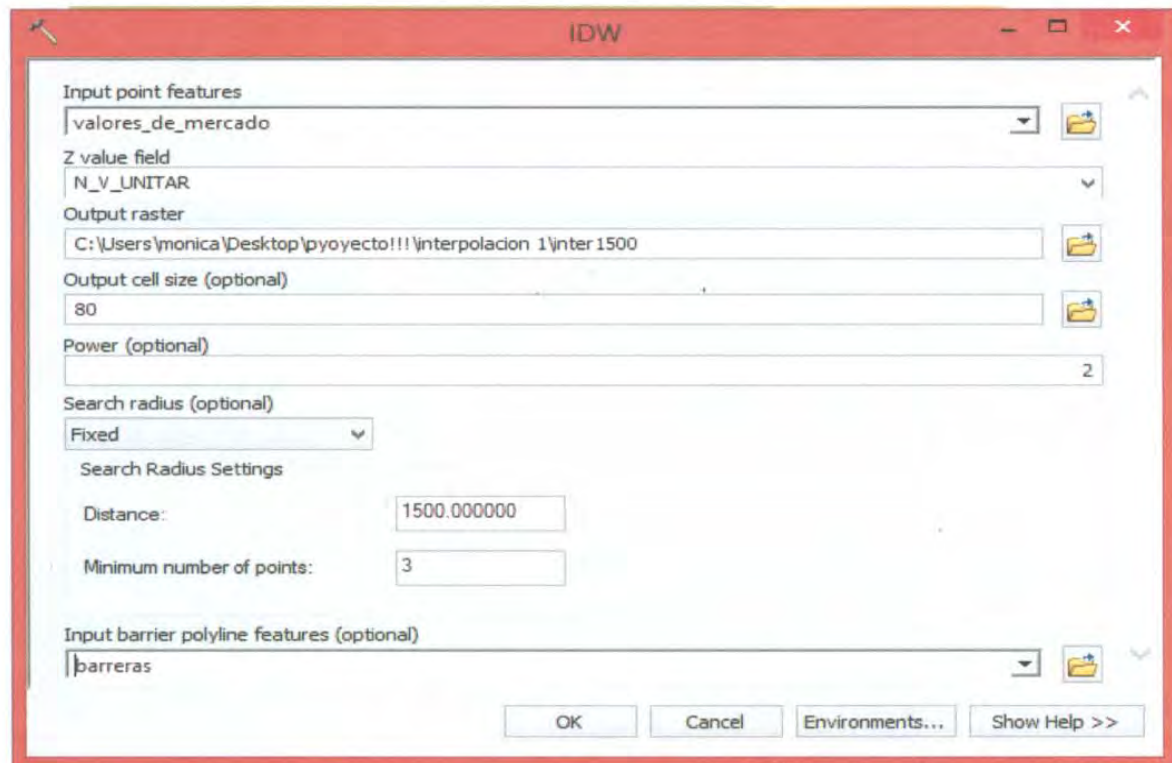 IDW
Input point features
valores_de_mercado
Z value field
N_V_UNITAR
Output raster
C:\Users\monica\Desktop\pyoyecto!!!\interpolacion 1\inter1500
Output cell size (optional)
80
Power (optional)
2
Search radius (optional)
Fixed
Search Radius Settings
Distance: 1500.000000
Minimum number of points: 3
Input barrier polyline features (optional)
barreras
OK Cancel Environments... Show Help >>